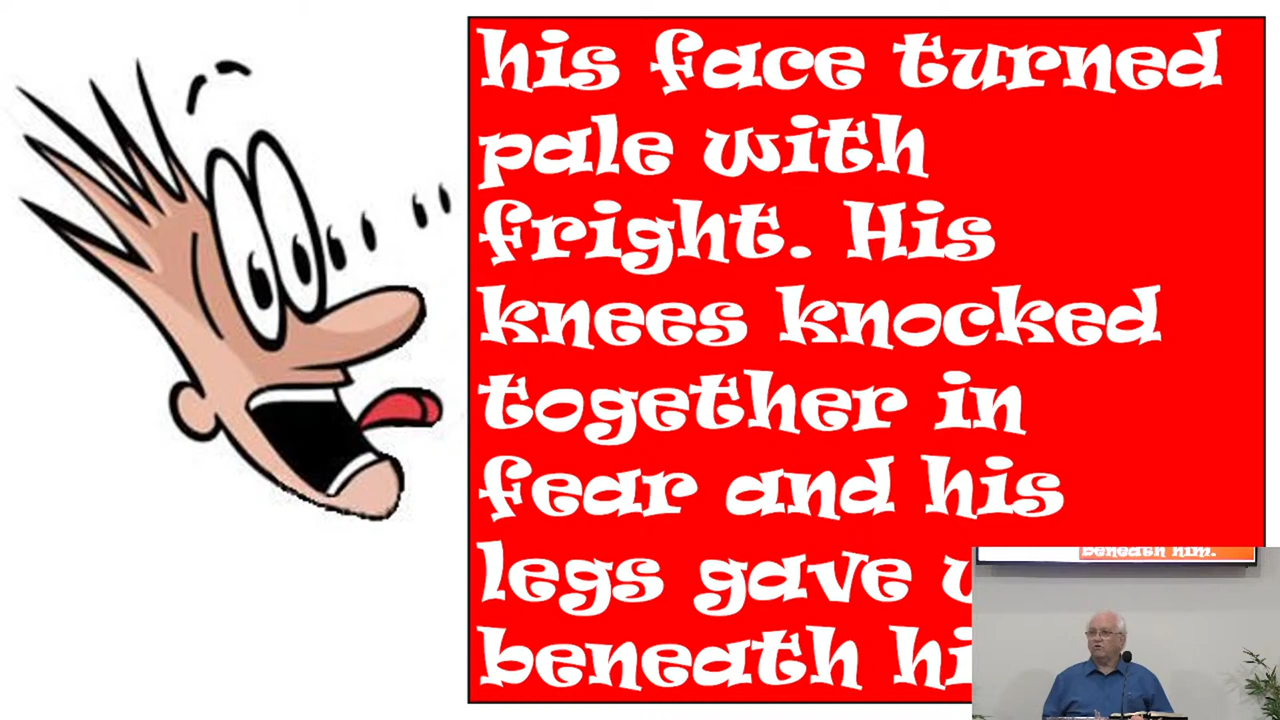 his face turned
pale with
fright. His
knees knocked
together in
fear and his
legs gave
beneath
beneath him.